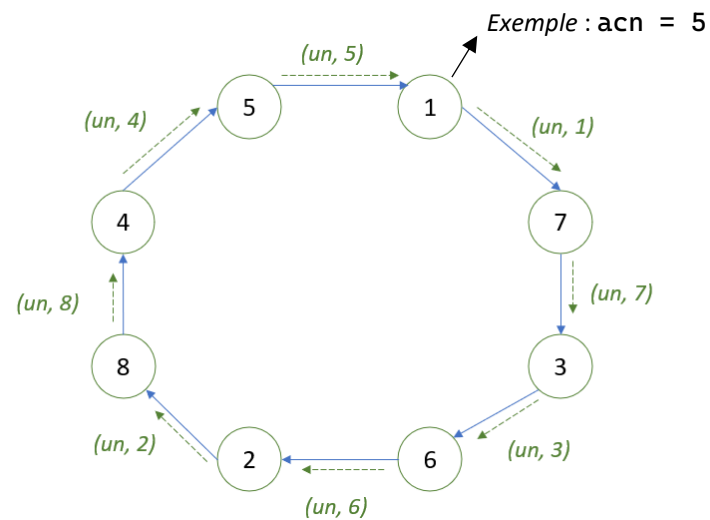 Exemple : acn = 5
(un, 5)
5
1
(un, 4)
(un, 1)
4
7
(un, 8)
(un, 7)
8
3
(un, 2)
(un, 3)
2
6
(un, 6)